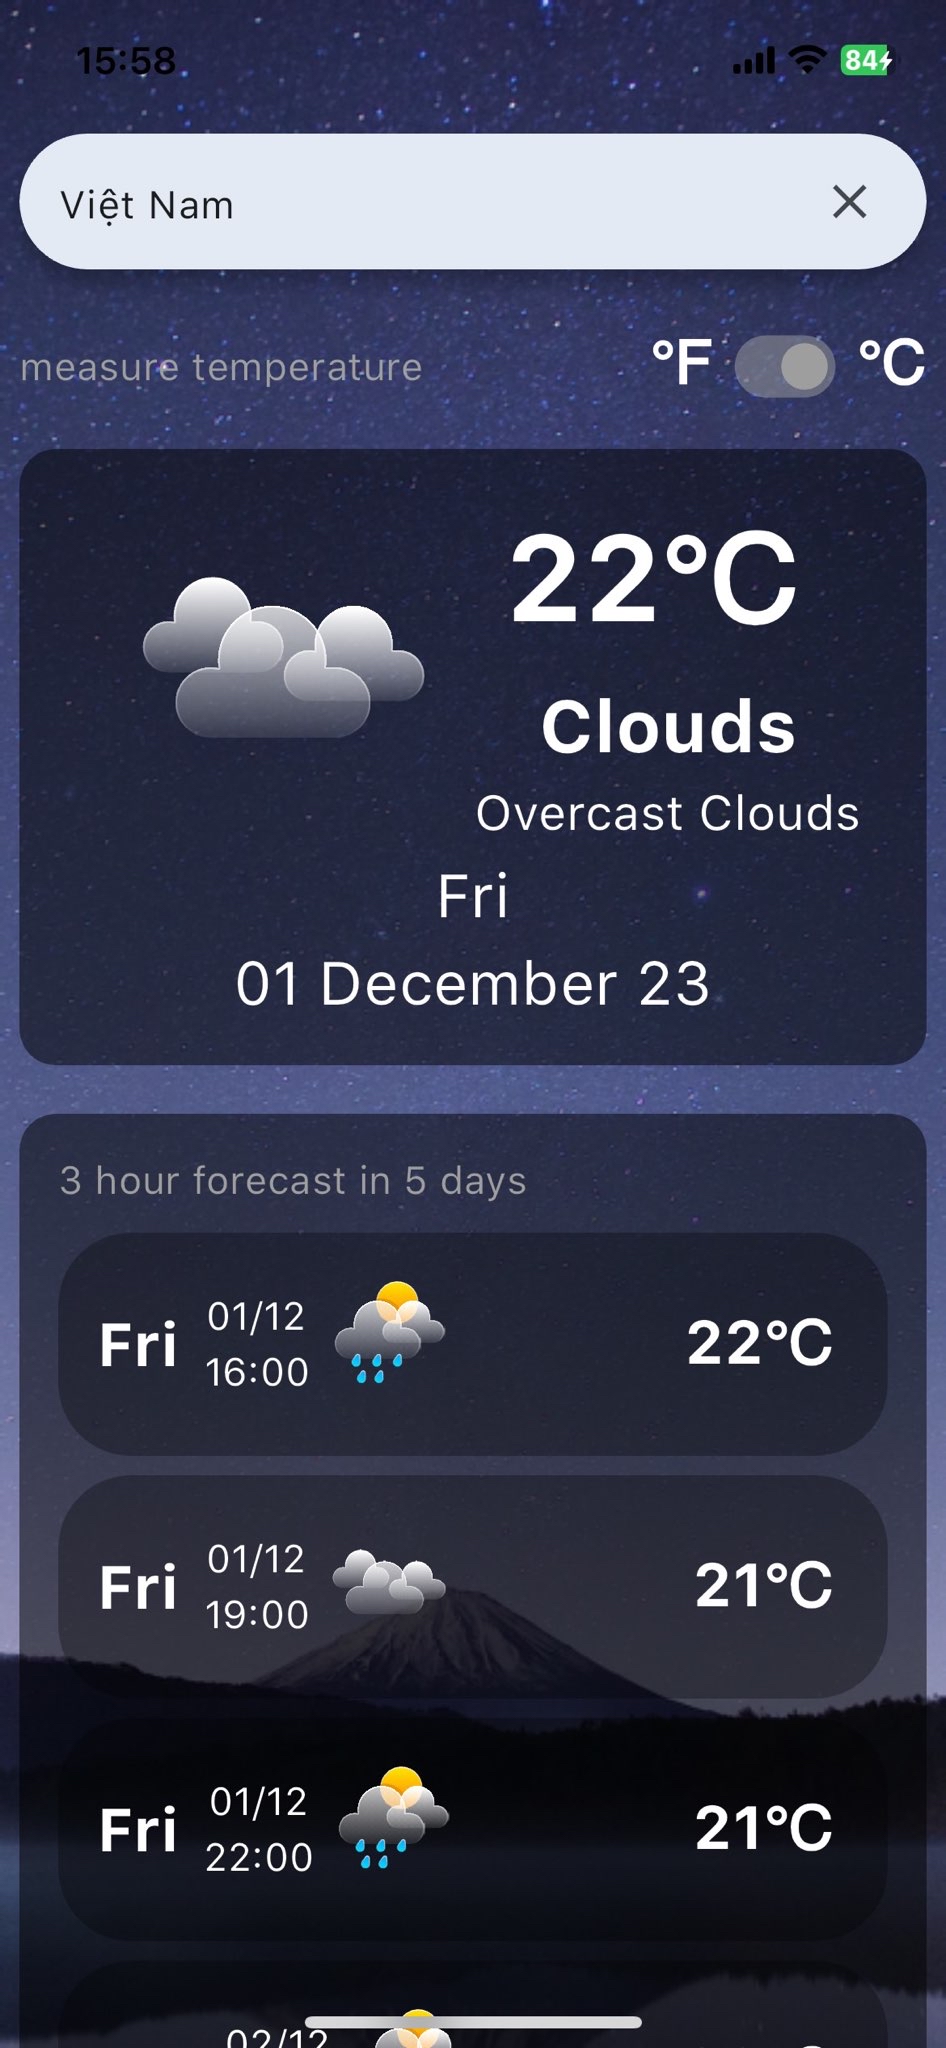 15:58
84
Việt Nam
measure temperature
°F °C
22°C
Clouds
Overcast Clouds
Fri
01 December 23
3 hour forecast in 5 days
Fri 01/12 16:00 22°C
Fri 01/12 19:00 21°C
Fri 01/12 22:00 21°C
02/12